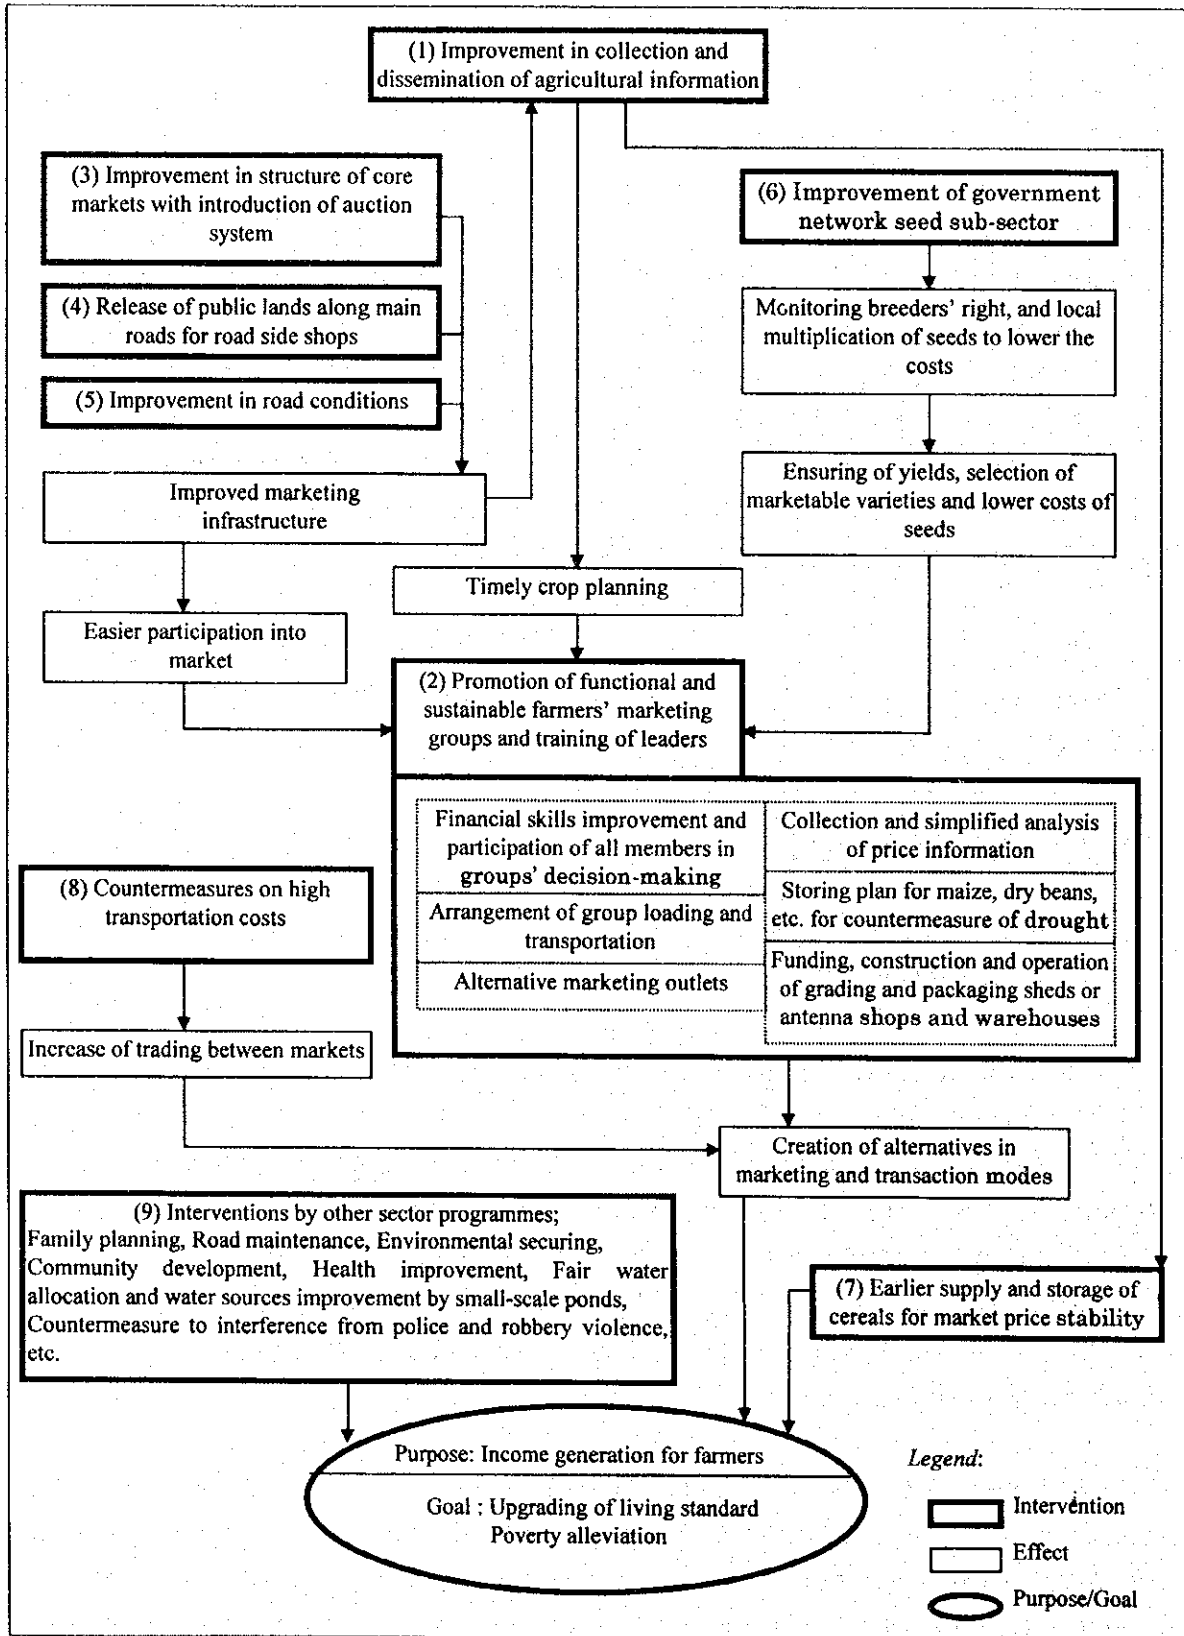 (1) Improvement in collection and
dissemination of agricultural information
(3) Improvement in structure of core
markets with introduction of auction
system
(6) Improvement of government
network seed sub-sector
(4) Release of public lands along main
roads for road side shops
Monitoring breeders' right, and local
multiplication of seeds to lower the
costs
(5) Improvement in road conditions
Improved marketing
infrastructure
Ensuring of yields, selection of
marketable varieties and lower costs of
seeds
Timely crop planning
Easier participation into
market
(2) Promotion of functional and
sustainable farmers' marketing
groups and training of leaders
Financial skills improvement and
participation of all members in
groups' decision-making
Arrangement of group loading and
transportation
Alternative marketing outlets
Collection and simplified analysis
of price information
Storing plan for maize, dry beans,
etc. for countermeasure of drought
Funding, construction and operation
of grading and packaging sheds or
antenna shops and warehouses
(8) Countermeasures on high
transportation costs
Increase of trading between markets
Creation of alternatives in
marketing and transaction modes
(9) Interventions by other sector programmes;
Family planning, Road maintenance, Environmental securing,
Community development, Health improvement, Fair water
allocation and water sources improvement by small-scale ponds,
Countermeasure to interference from police and robbery violence,
etc.
(7) Earlier supply and storage of
cereals for market price stability
Purpose: Income generation for farmers
Goal : Upgrading of living standard
Poverty alleviation
Legend:
Intervention
Effect
Purpose/Goal